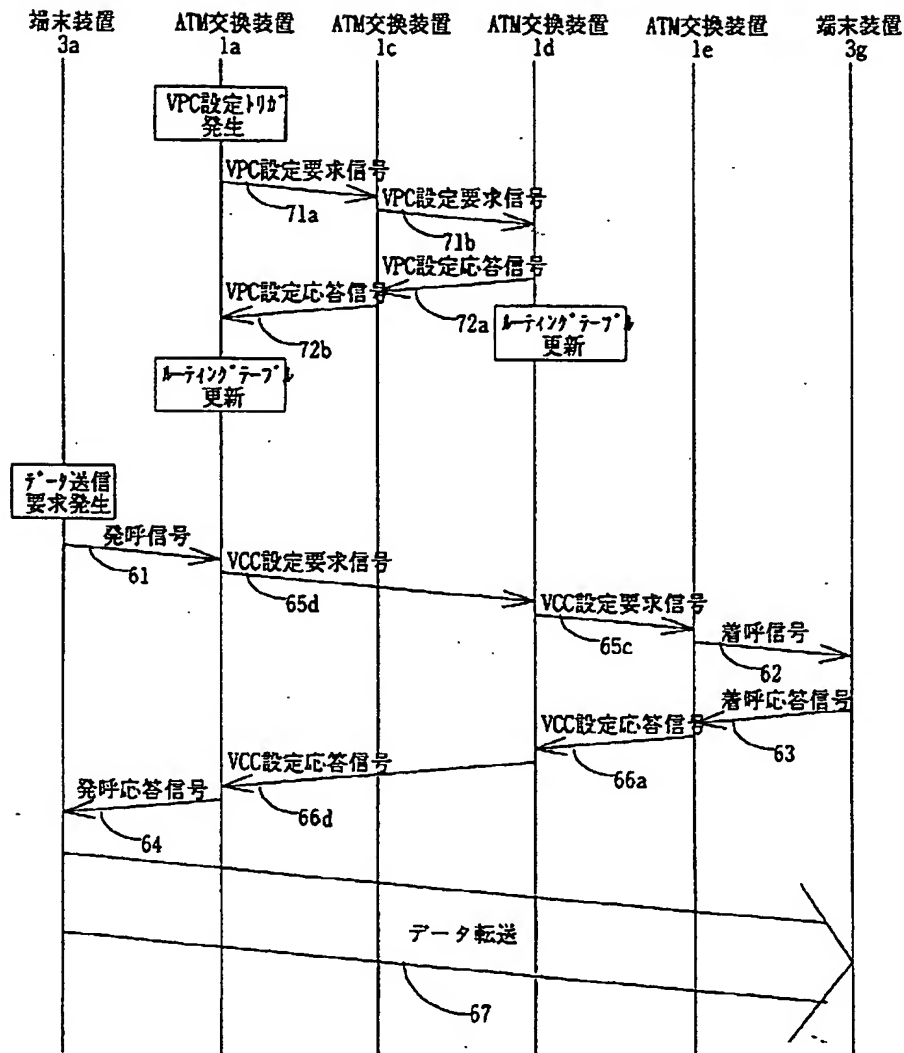 端末装置 ATM交換装置 ATM交換装置 ATM交換装置 ATM交換装置 端末装置
3a 1a 1c 1d 1e 3g
VPC設定ﾄﾘｶﾞ
発生
VPC設定要求信号
VPC設定要求信号
71a
71b
VPC設定応答信号
VPC設定応答信号
72a
72b
ﾙｰﾃｨﾝｸﾞﾃｰﾌﾞﾙ
更新
ﾙｰﾃｨﾝｸﾞﾃｰﾌﾞﾙ
更新
ﾃﾞｰﾀ送信
要求発生
発呼信号
61
VCC設定要求信号
65d
VCC設定要求信号
65c
着呼信号
62
着呼応答信号
63
VCC設定応答信号
66a
VCC設定応答信号
66d
発呼応答信号
64
データ転送
67